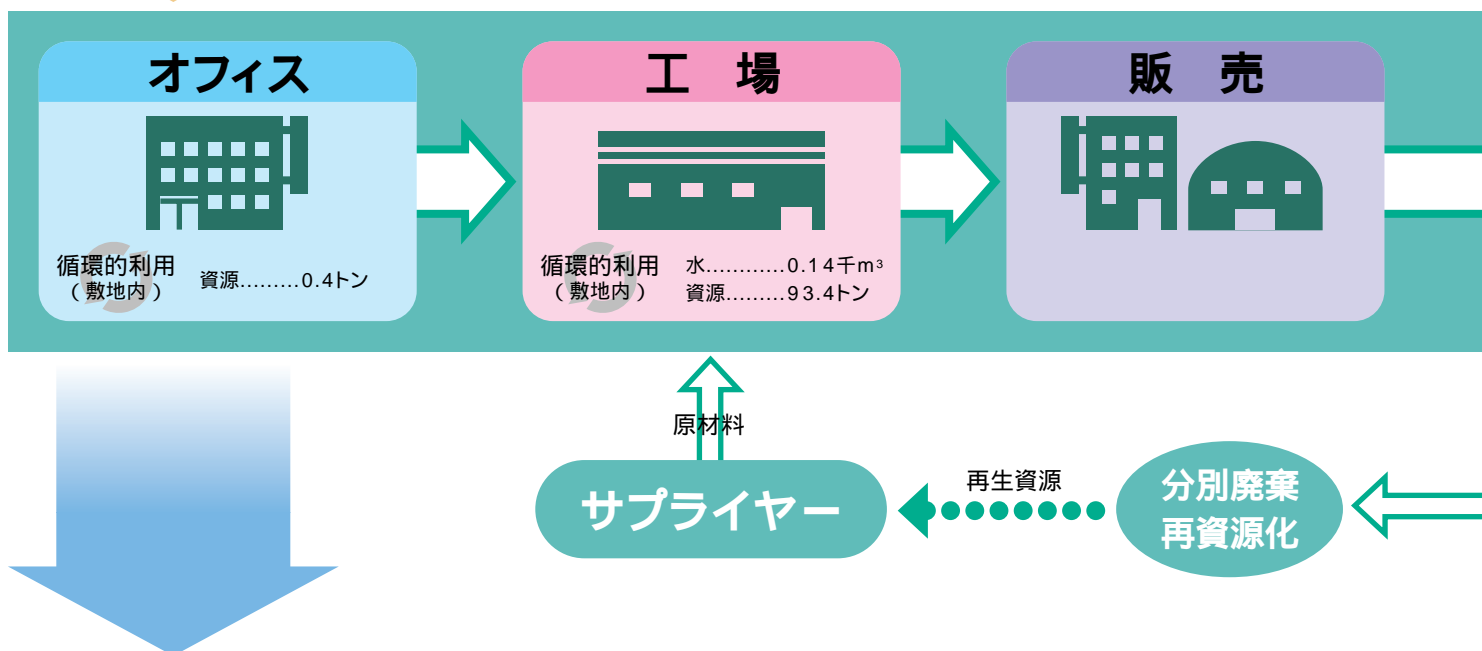 オフィス
工 場
販 売
循環的利用
（敷地内）
資源.........0.4トン
循環的利用
（敷地内）
水............0.14千m³
資源.........93.4トン
原材料
サプライヤー
再生資源
分別廃棄
再資源化